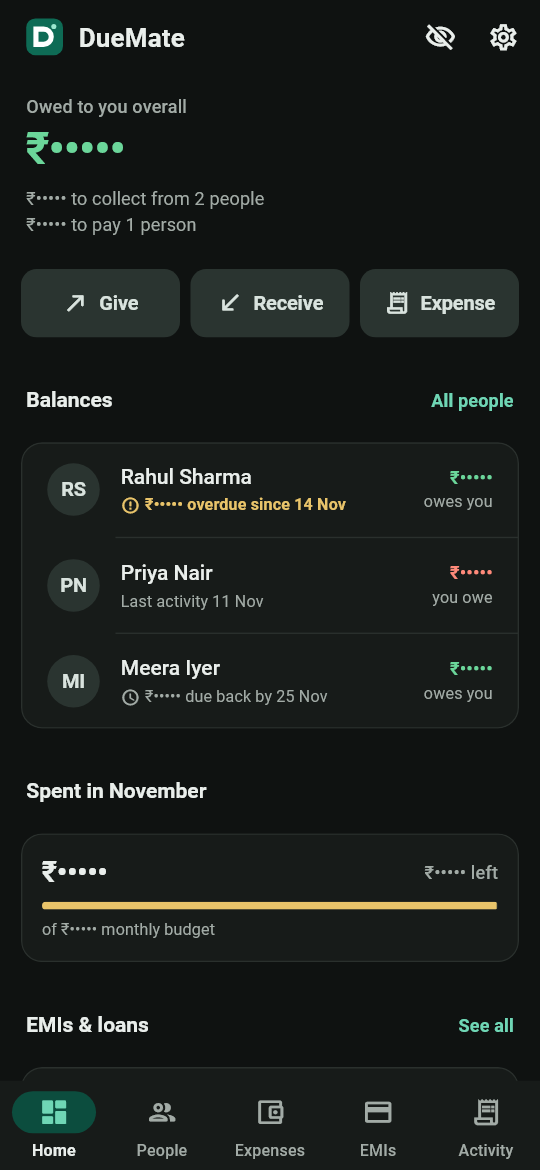 D DueMate
Owed to you overall
₹•••••
₹••••• to collect from 2 people
₹••••• to pay 1 person
Give Receive Expense
Balances All people
RS Rahul Sharma ₹•••••
₹••••• overdue since 14 Nov owes you
PN Priya Nair ₹•••••
Last activity 11 Nov you owe
MI Meera Iyer ₹•••••
₹••••• due back by 25 Nov owes you
Spent in November
₹••••• ₹••••• left
of ₹••••• monthly budget
EMIs & loans See all
Home People Expenses EMIs Activity